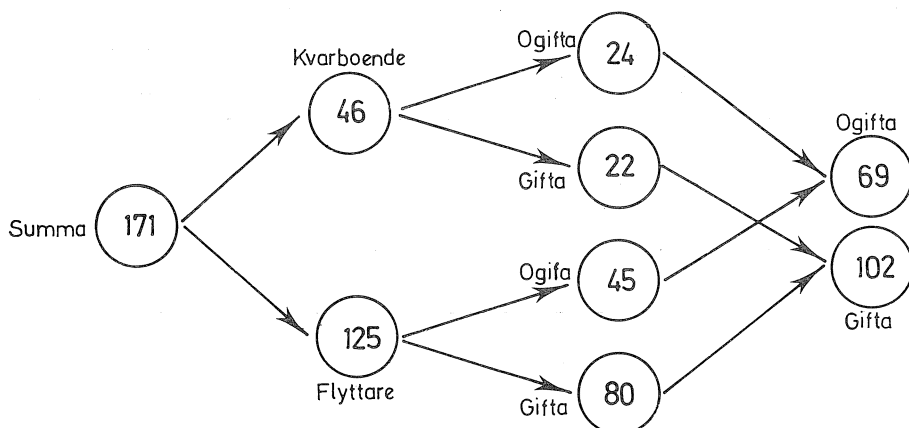 Ogifta
24
Kvarboende
46
Ogifta
69
Gifta
22
Summa
171
Ogifa
45
102
Gifta
125
Flyttare
Gifta
80